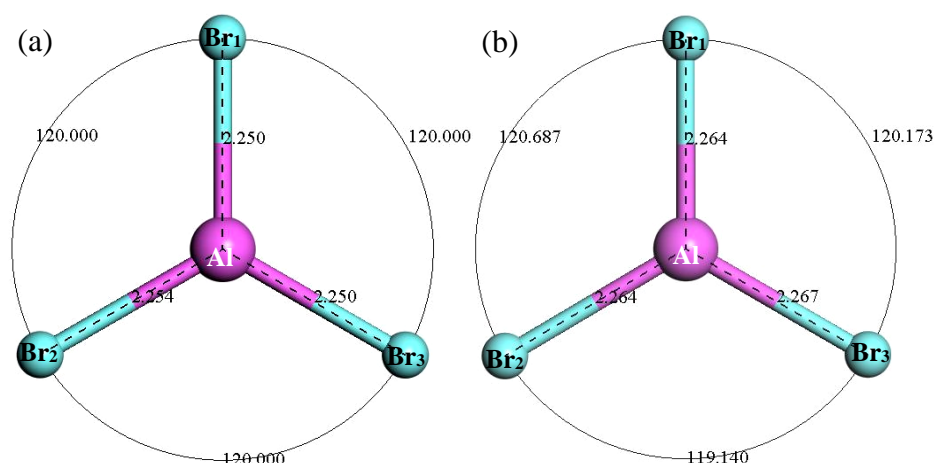 (a)
Br1
120.000
120.000
2.250
Al
2.254
2.250
Br2
Br3
120.000
(b)
Br1
120.687
120.173
2.264
Al
2.264
2.267
Br2
Br3
119.140